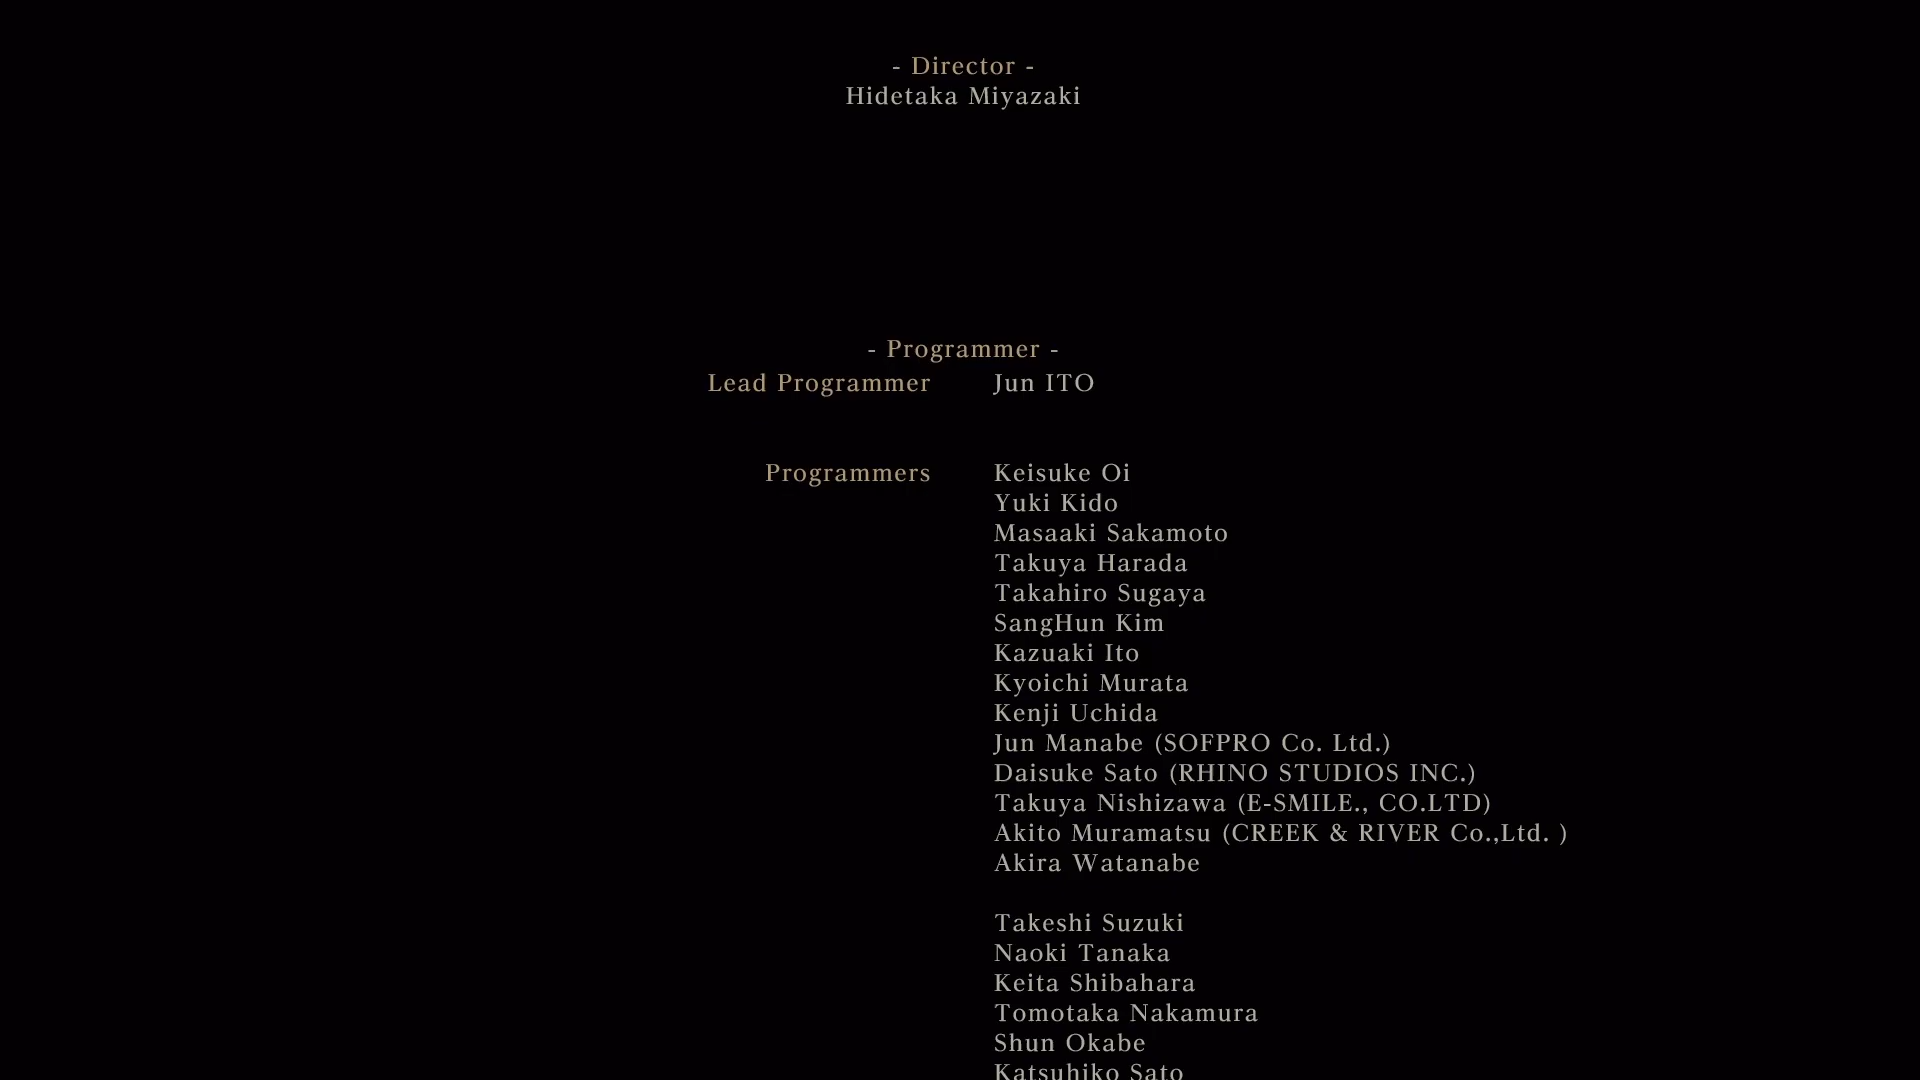 - Director -
Hidetaka Miyazaki
- Programmer -
Lead Programmer Jun ITO
Programmers Keisuke Oi
Yuki Kido
Masaaki Sakamoto
Takuya Harada
Takahiro Sugaya
SangHun Kim
Kazuaki Ito
Kyoichi Murata
Kenji Uchida
Jun Manabe (SOFPRO Co. Ltd.)
Daisuke Sato (RHINO STUDIOS INC.)
Takuya Nishizawa (E-SMILE., CO.LTD)
Akito Muramatsu (CREEK & RIVER Co.,Ltd. )
Akira Watanabe
Takeshi Suzuki
Naoki Tanaka
Keita Shibahara
Tomotaka Nakamura
Shun Okabe
Katsuhiko Sato